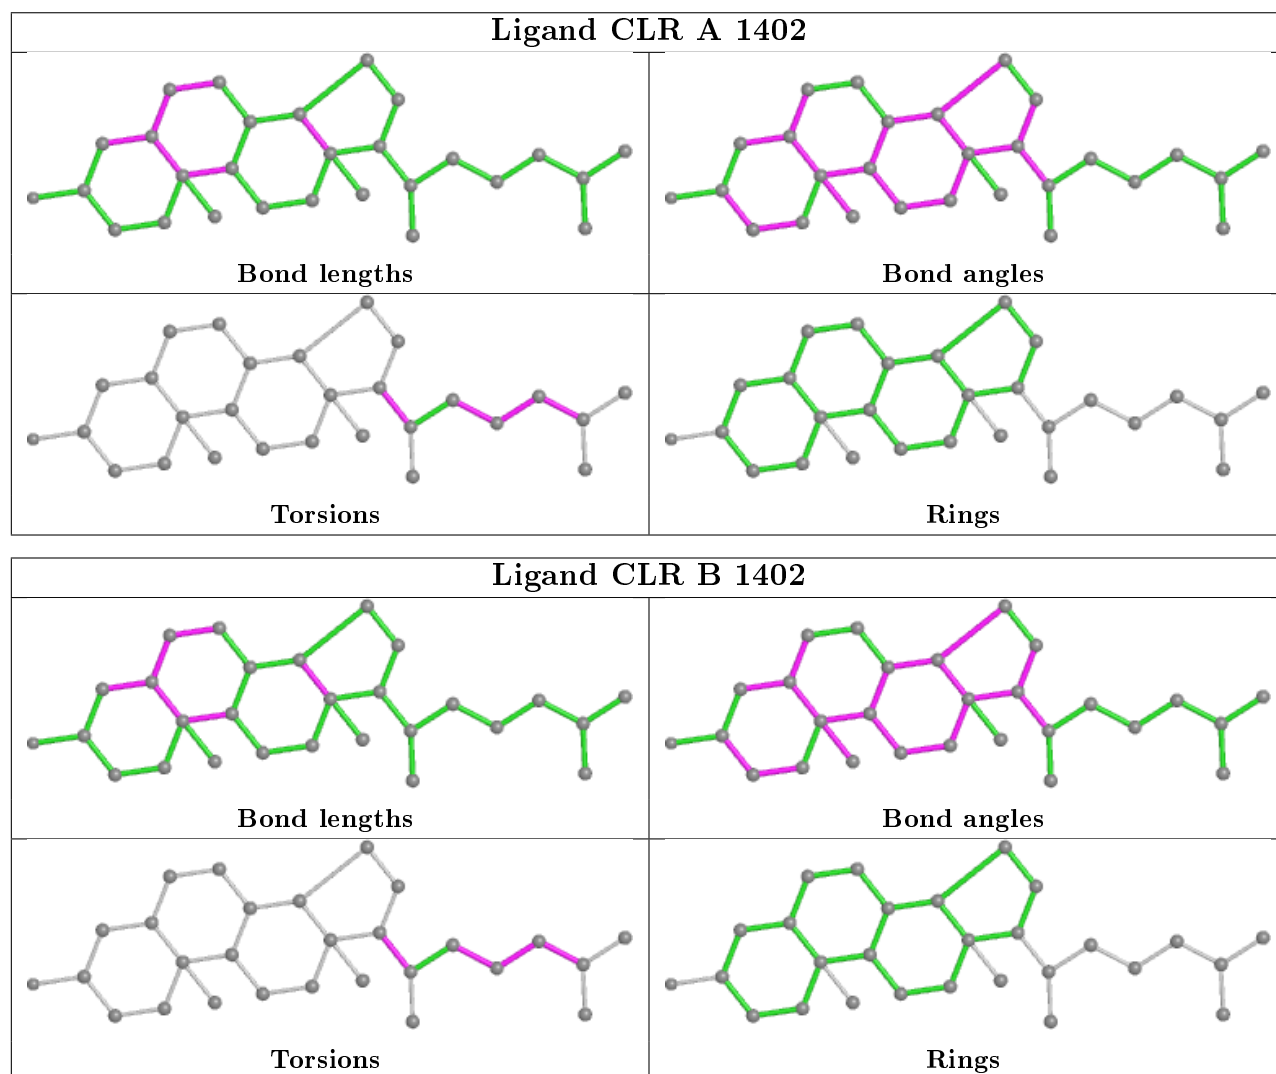 Ligand CLR A 1402
Bond lengths
Bond angles
Torsions
Rings
Ligand CLR B 1402
Bond lengths
Bond angles
Torsions
Rings